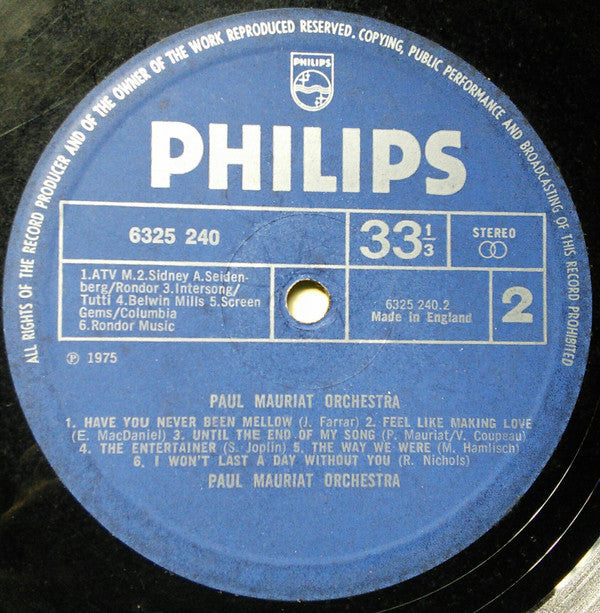 ALL RIGHTS OF THE RECORD PRODUCER AND OF THE OWNER OF THE WORK REPRODUCED RESERVED. COPYING, PUBLIC PERFORMANCE AND BROADCASTING OF THIS RECORD PROHIBITED
PHILIPS
PHILIPS
6325 240
33 1/3
STEREO
1.ATV M.2.Sidney A.Seiden-
berg/Rondor 3.Intersong/
Tutti 4.Belwin Mills 5.Screen
Gems/Columbia
6.Rondor Music
6325 240.2
Made in England
2
℗ 1975
PAUL MAURIAT ORCHESTRA
1. HAVE YOU NEVER BEEN MELLOW (J. Farrar) 2. FEEL LIKE MAKING LOVE
(E. MacDaniel) 3. UNTIL THE END OF MY SONG (P. Mauriat/V. Coupeau)
4. THE ENTERTAINER (S. Joplin) 5. THE WAY WE WERE (M. Hamlisch)
6. I WON'T LAST A DAY WITHOUT YOU (R. Nichols)
PAUL MAURIAT ORCHESTRA